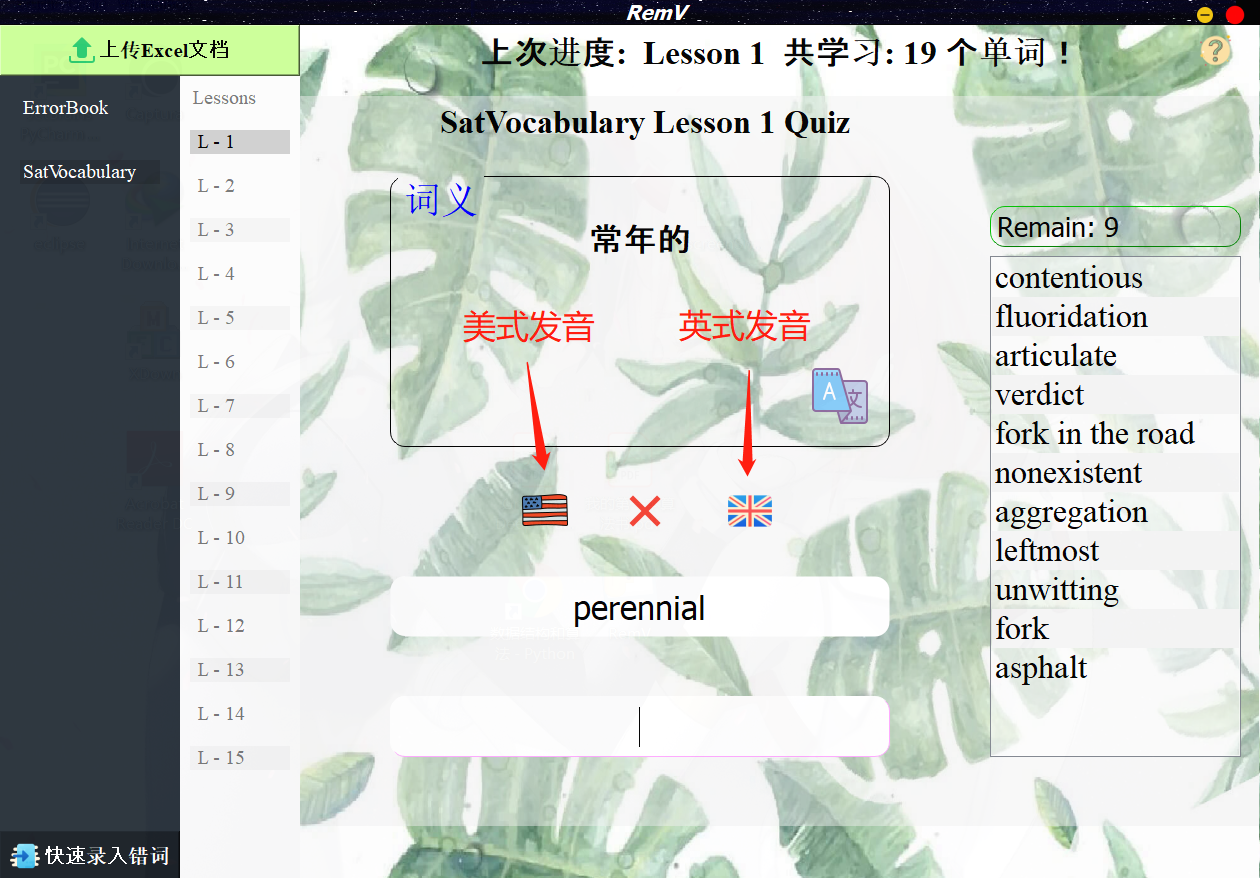 RemV
上传Excel文档
上次进度: Lesson 1 共学习: 19 个单词！
ErrorBook
SatVocabulary
Lessons
L - 1
L - 2
L - 3
L - 4
L - 5
L - 6
L - 7
L - 8
L - 9
L - 10
L - 11
L - 12
L - 13
L - 14
L - 15
快速录入错词
SatVocabulary Lesson 1 Quiz
词义
常年的
美式发音 英式发音
A 文
perennial
Remain: 9
contentious
fluoridation
articulate
verdict
fork in the road
nonexistent
aggregation
leftmost
unwitting
fork
asphalt